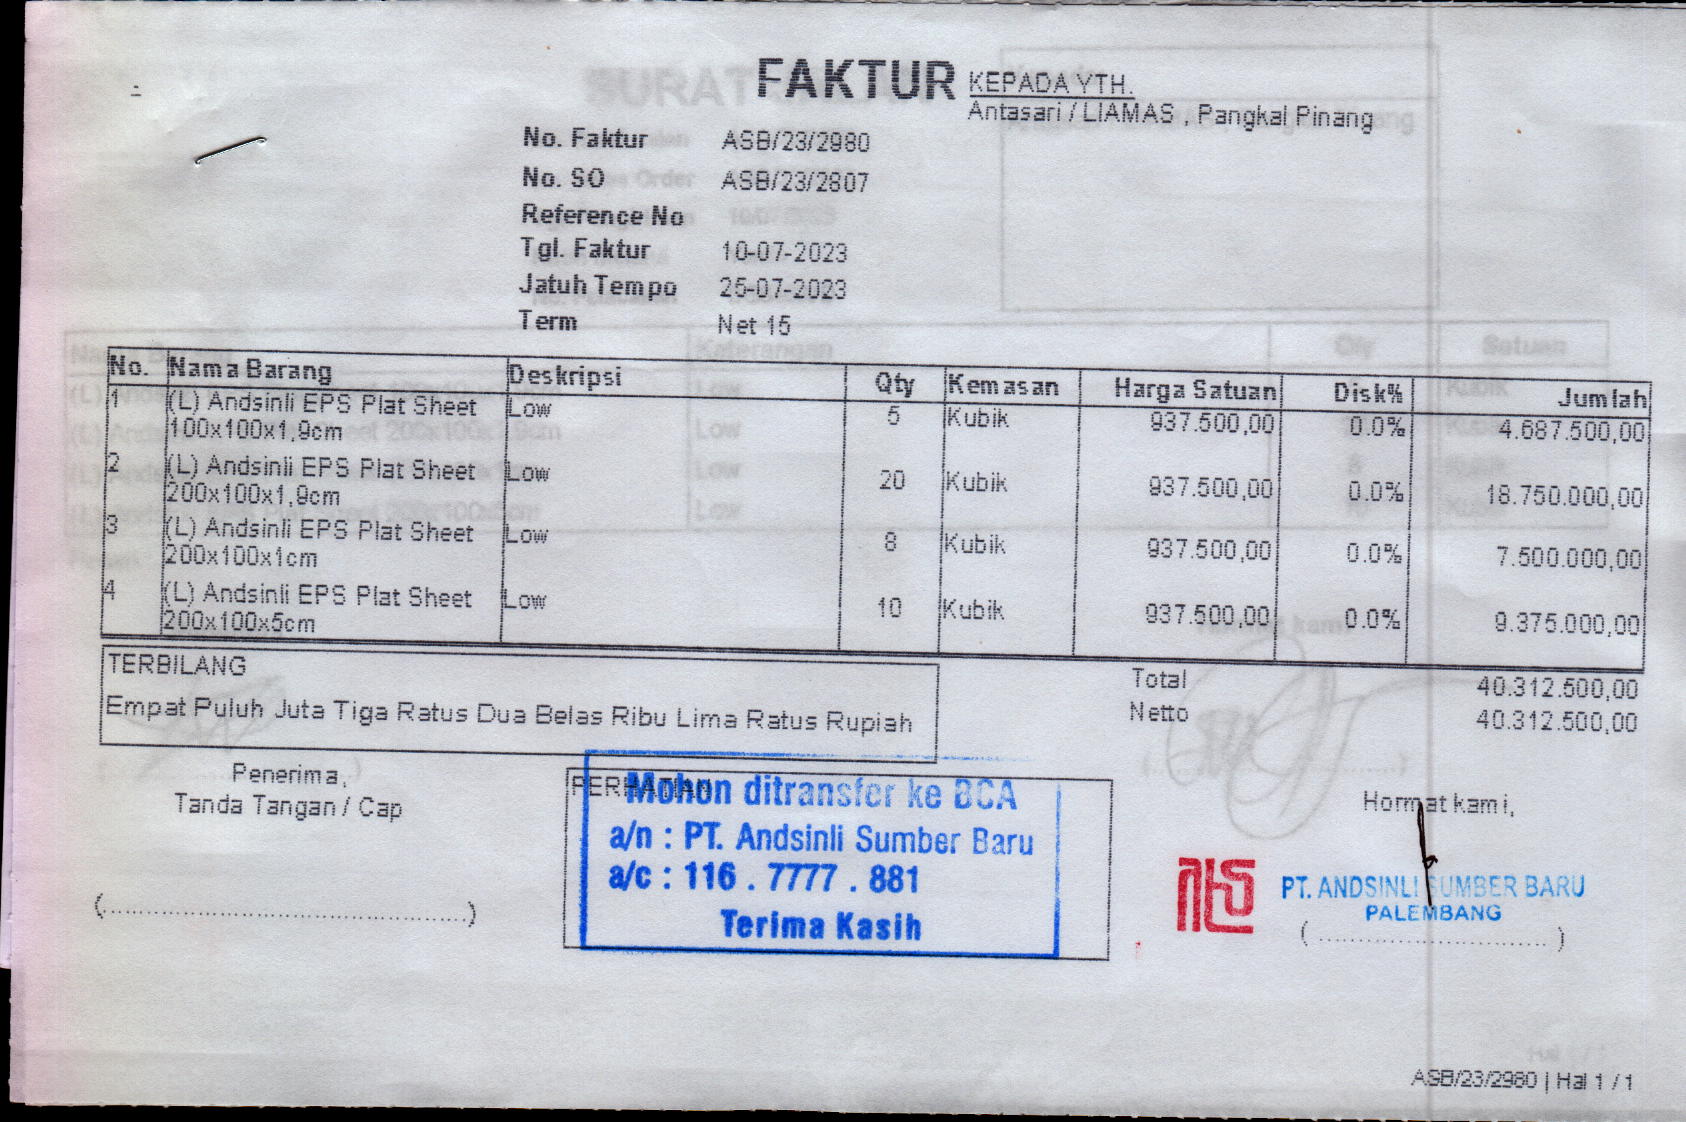 FAKTUR
KEPADA YTH.
Antasari / LIAMAS , Pangkal Pinang
No. Faktur ASB/23/2980
No. SO ASB/23/2807
Reference No
Tgl. Faktur 10-07-2023
Jatuh Tempo 25-07-2023
Term Net 15
No. Nama Barang Deskripsi Qty Kemasan Harga Satuan Disk% Jumlah
1 (L) Andsinli EPS Plat Sheet Low 5 Kubik 937.500,00 0.0% 4.687.500,00
100x100x1,9cm
2 (L) Andsinli EPS Plat Sheet Low 20 Kubik 937.500,00 0.0% 18.750.000,00
200x100x1,9cm
3 (L) Andsinli EPS Plat Sheet Low 8 Kubik 937.500,00 0.0% 7.500.000,00
200x100x1cm
4 (L) Andsinli EPS Plat Sheet Low 10 Kubik 937.500,00 0.0% 9.375.000,00
200x100x5cm
TERBILANG
Empat Puluh Juta Tiga Ratus Dua Belas Ribu Lima Ratus Rupiah
Total 40.312.500,00
Netto 40.312.500,00
Penerima,
Tanda Tangan / Cap
(................................................)
PERHATIAN
Mohon ditransfer ke BCA
a/n : PT. Andsinli Sumber Baru
a/c : 116 . 7777 . 881
Terima Kasih
Hormat kami,
PT. ANDSINLI SUMBER BARU
PALEMBANG
(..............................)
ASB/23/2980 | Hal 1 / 1